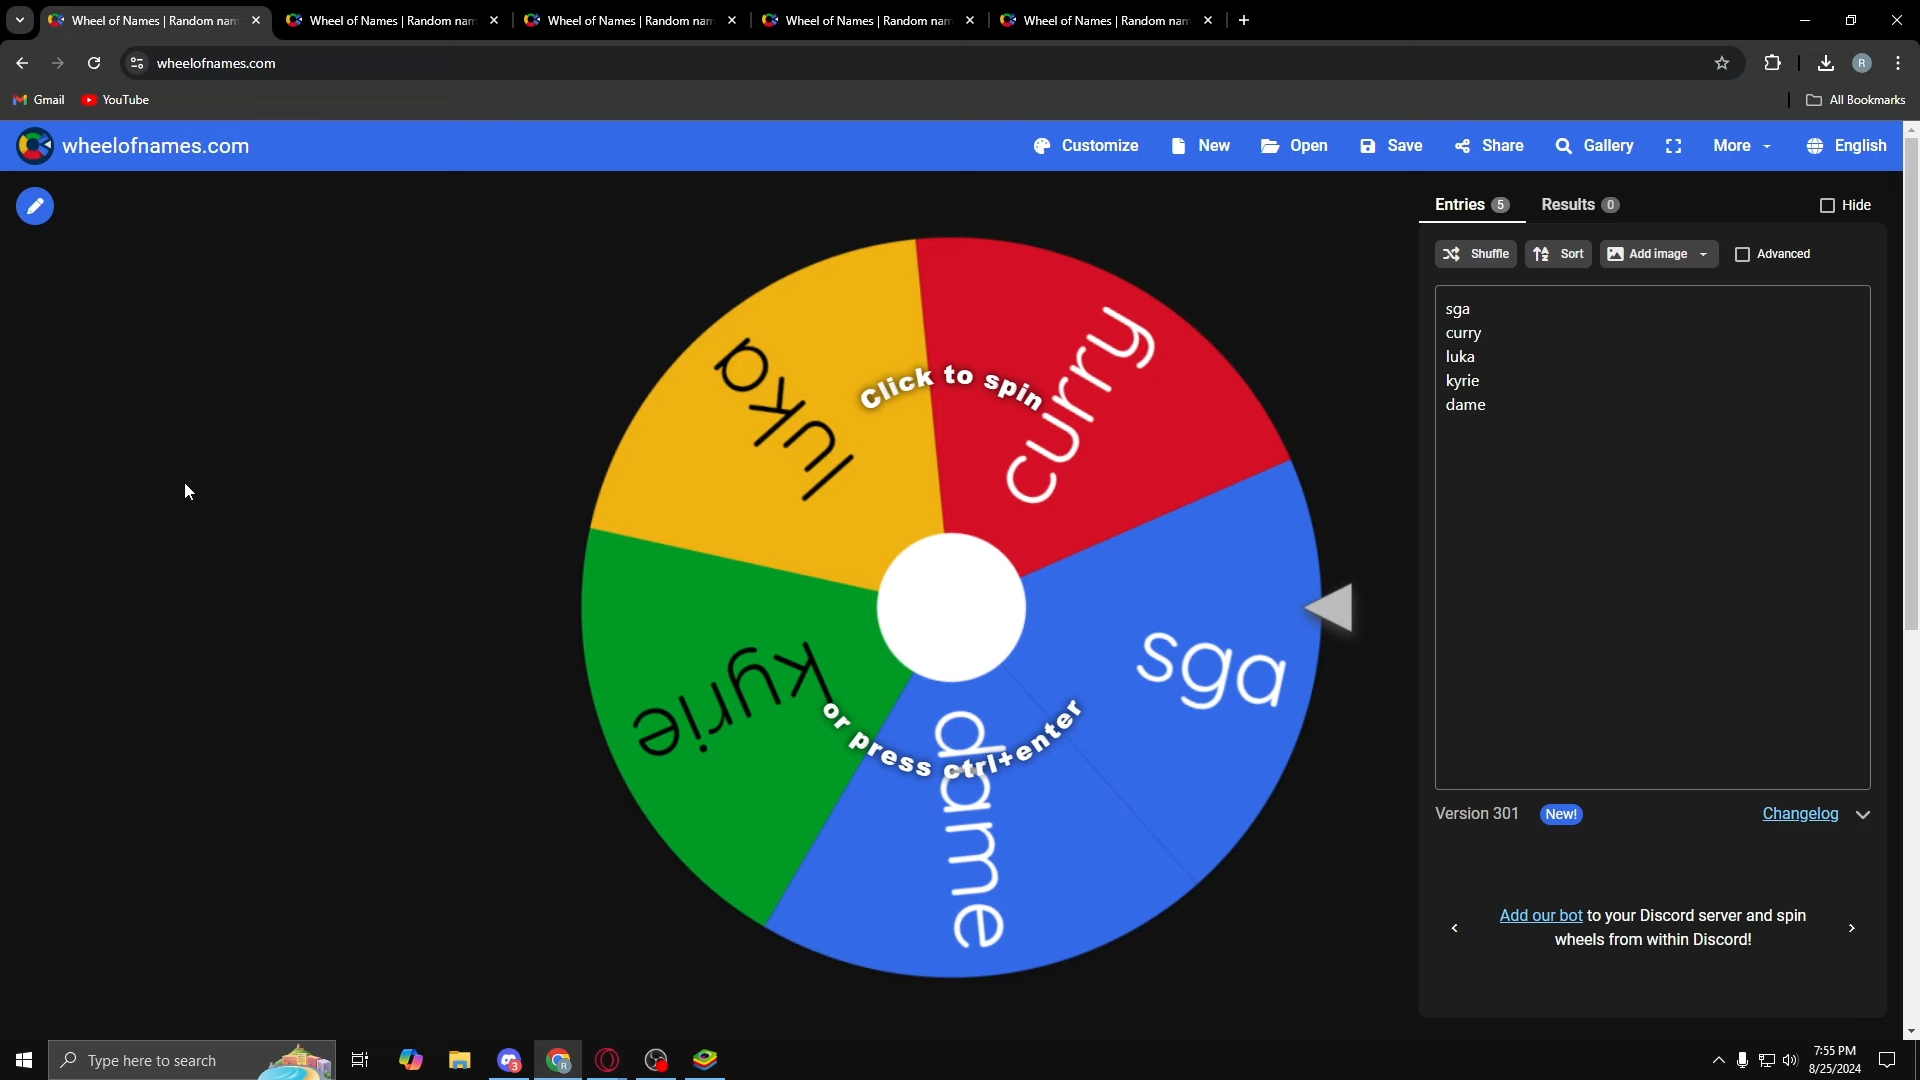 Wheel of Names | Random nam
Wheel of Names | Random nam
Wheel of Names | Random nam
Wheel of Names | Random nam
Wheel of Names | Random nam
wheelofnames.com
R
Gmail
YouTube
All Bookmarks
wheelofnames.com
Customize
New
Open
Save
Share
Gallery
More
English
Entries 5
Results 0
Hide
Shuffle
Sort
Add image
Advanced
sga
curry
luka
kyrie
dame
luka
curry
Click to spin
sga
kyrie
or press ctrl+enter
dame
Version 301
New!
Changelog
Add our bot to your Discord server and spin
wheels from within Discord!
Type here to search
3
R
7:55 PM
8/25/2024